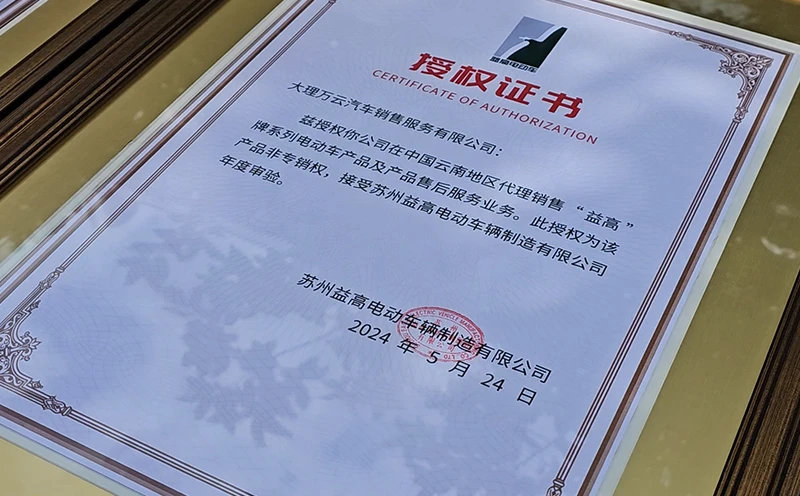 益高电动车
授权证书
CERTIFICATE OF AUTHORIZATION
大理万云汽车销售服务有限公司：
兹授权你公司在中国云南地区代理销售“益高”
牌系列电动车产品及产品售后服务业务。此授权为该
产品非专销权，接受苏州益高电动车辆制造有限公司
年度审验。
苏州益高电动车辆制造有限公司
2024 年 5 月 24 日